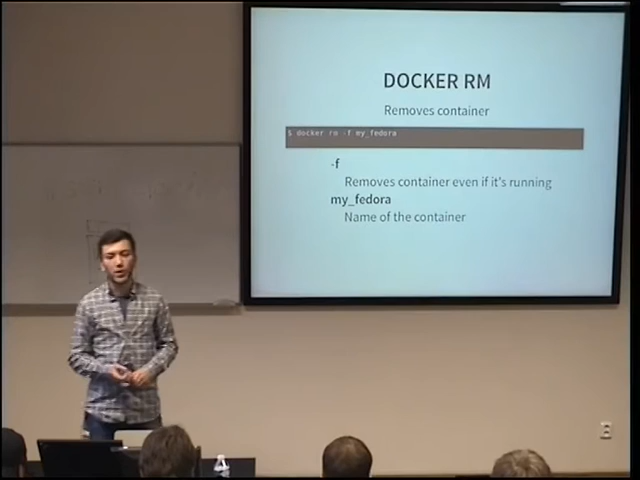 DOCKER RM
Removes container
$ docker rm -f my_fedora
-f
Removes container even if it's running
my_fedora
Name of the container